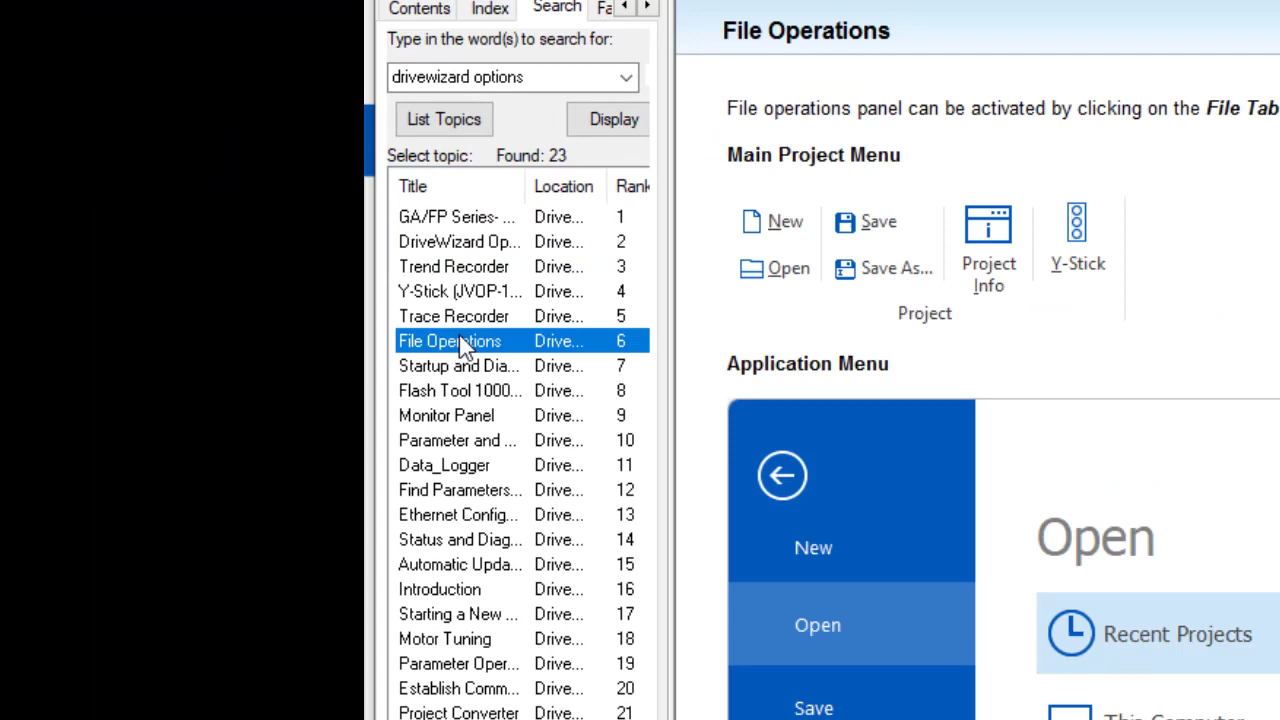 Contents Index Search Fa
Type in the word(s) to search for:
drivewizard options
List Topics Display
Select topic: Found: 23
Title Location Rank
GA/FP Series- ... Drive... 1
DriveWizard Op... Drive... 2
Trend Recorder Drive... 3
Y-Stick (JVOP-1... Drive... 4
Trace Recorder Drive... 5
File Operations Drive... 6
Startup and Dia... Drive... 7
Flash Tool 1000... Drive... 8
Monitor Panel Drive... 9
Parameter and ... Drive... 10
Data_Logger Drive... 11
Find Parameters... Drive... 12
Ethernet Config... Drive... 13
Status and Diag... Drive... 14
Automatic Upda... Drive... 15
Introduction Drive... 16
Starting a New ... Drive... 17
Motor Tuning Drive... 18
Parameter Oper... Drive... 19
Establish Comm... Drive... 20
Project Converter Drive... 21
File Operations
File operations panel can be activated by clicking on the File Tab
Main Project Menu
New Save
Open Save As...
Project
Info
Y-Stick
Project
Application Menu
New
Open
Save
Open
Recent Projects
This Computer